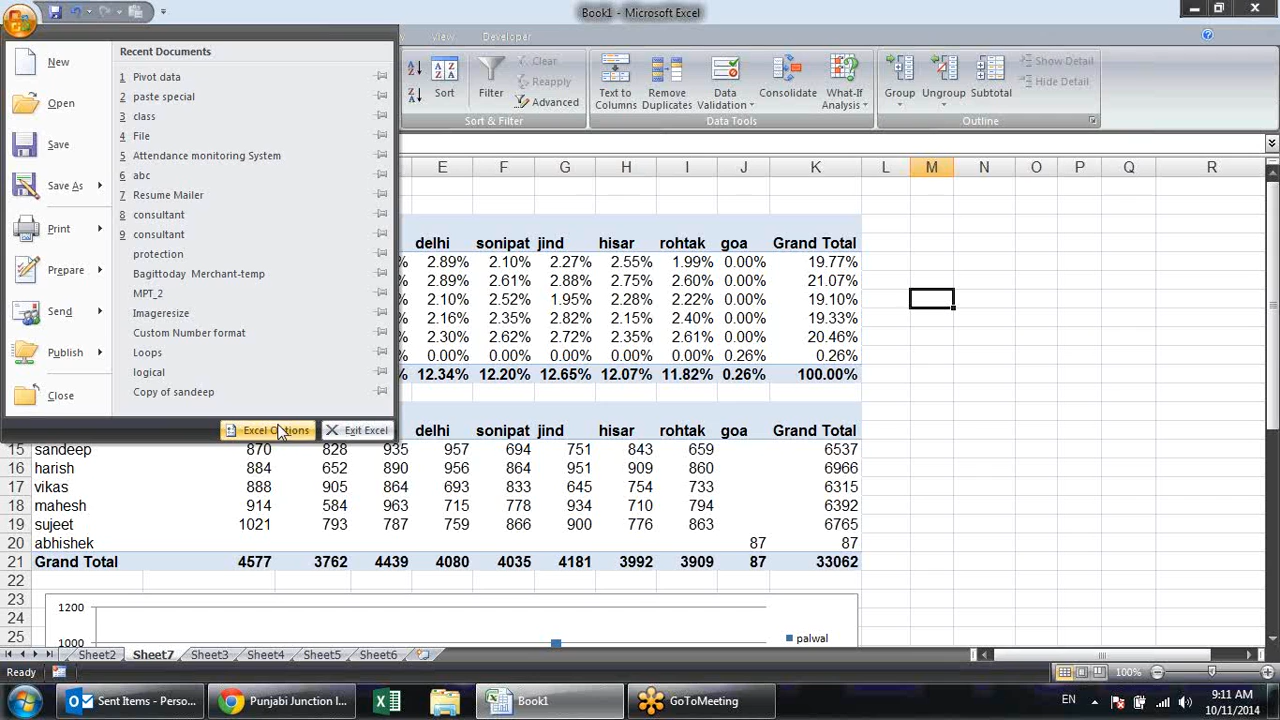 Book1 - Microsoft Excel
View
Developer
New
Open
Save
Save As
Print
Prepare
Send
Publish
Close
Recent Documents
1 Pivot data
2 paste special
3 class
4 File
5 Attendance monitoring System
6 abc
7 Resume Mailer
8 consultant
9 consultant
protection
Bagittoday Merchant-temp
MPT_2
Imageresize
Custom Number format
Loops
logical
Copy of sandeep
Excel Options
Exit Excel
Sort
Filter
Clear
Reapply
Advanced
Sort & Filter
Text to Columns
Remove Duplicates
Data Validation
Consolidate
What-If Analysis
Data Tools
Group
Ungroup
Subtotal
Show Detail
Hide Detail
Outline
E F G H I J K L M N O P Q R
delhi sonipat jind hisar rohtak goa Grand Total
% 2.89% 2.10% 2.27% 2.55% 1.99% 0.00% 19.77%
% 2.89% 2.61% 2.88% 2.75% 2.60% 0.00% 21.07%
% 2.10% 2.52% 1.95% 2.28% 2.22% 0.00% 19.10%
% 2.16% 2.35% 2.82% 2.15% 2.40% 0.00% 19.33%
% 2.30% 2.62% 2.72% 2.35% 2.61% 0.00% 20.46%
% 0.00% 0.00% 0.00% 0.00% 0.00% 0.26% 0.26%
% 12.34% 12.20% 12.65% 12.07% 11.82% 0.26% 100.00%
delhi sonipat jind hisar rohtak goa Grand Total
15 sandeep 870 828 935 957 694 751 843 659 6537
16 harish 884 652 890 956 864 951 909 860 6966
17 vikas 888 905 864 693 833 645 754 733 6315
18 mahesh 914 584 963 715 778 934 710 794 6392
19 sujeet 1021 793 787 759 866 900 776 863 6765
20 abhishek 87 87
21 Grand Total 4577 3762 4439 4080 4035 4181 3992 3909 87 33062
22
23
24
25
1200
1000
palwal
Sheet2 Sheet7 Sheet3 Sheet4 Sheet5 Sheet6
Ready
100%
Sent Items - Perso...
Punjabi Junction I...
Book1
GoToMeeting
EN
9:11 AM
10/11/2014